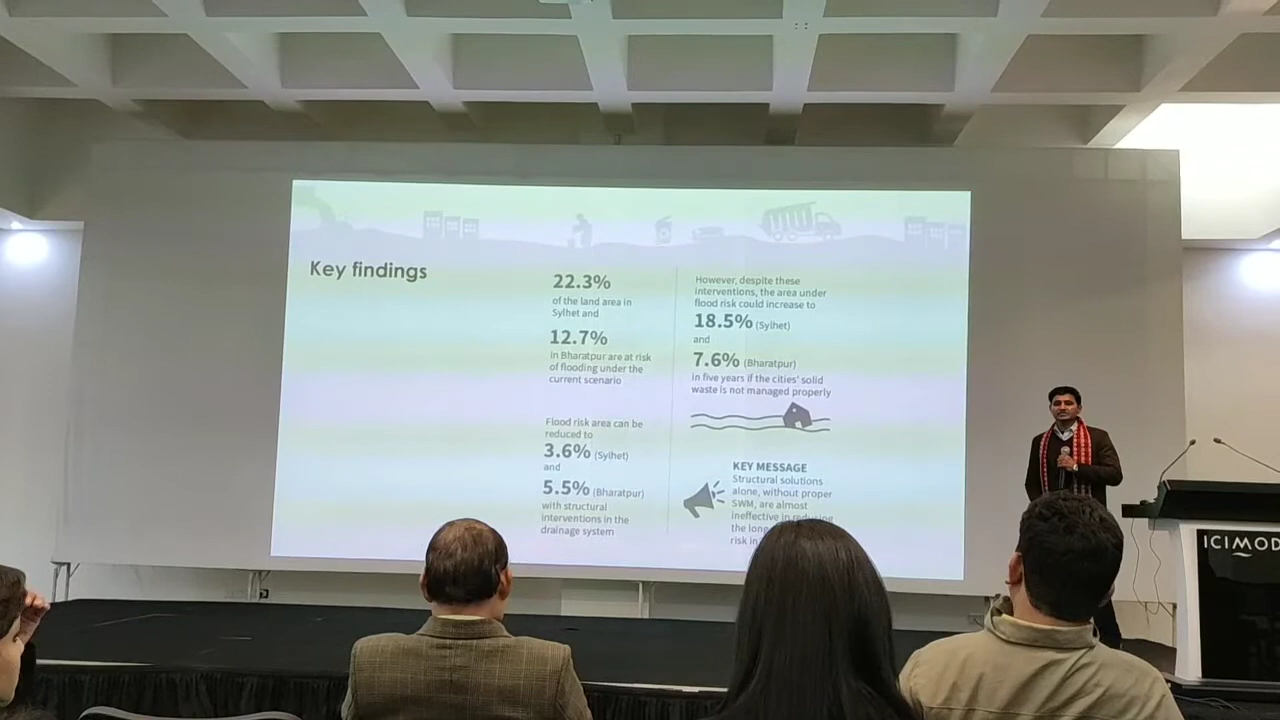 Key findings
22.3%
of the land area in
Sylhet and
12.7%
in Bharatpur are at risk
of flooding under the
current scenario
Flood risk area can be
reduced to
3.6% (Sylhet)
and
5.5% (Bharatpur)
with structural
interventions in the
drainage system
However, despite these
interventions, the area under
flood risk could increase to
18.5% (Sylhet)
and
7.6% (Bharatpur)
in five years if the cities' solid
waste is not managed properly
KEY MESSAGE
Structural solutions
alone, without proper
SWM, are almost
ineffective in reducing
the long
risk in
ICIMOD